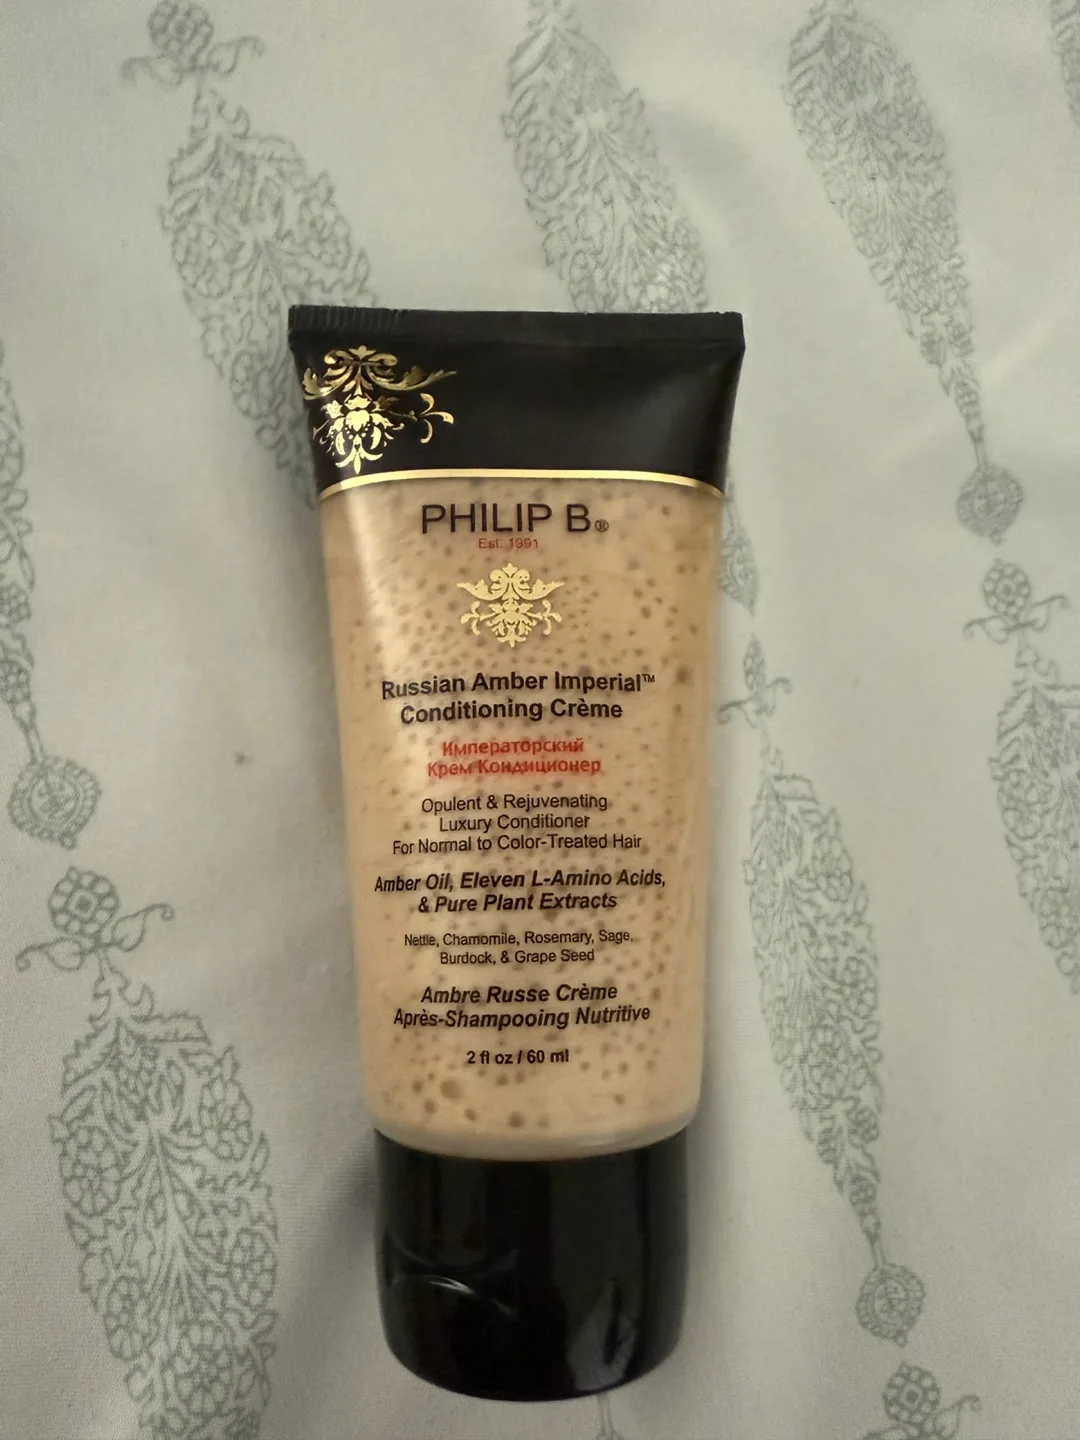 PHILIP B®
Est. 1991
Russian Amber Imperial™
Conditioning Crème
Императорский
Крем Кондиционер
Opulent & Rejuvenating
Luxury Conditioner
For Normal to Color-Treated Hair
Amber Oil, Eleven L-Amino Acids,
& Pure Plant Extracts
Nettle, Chamomile, Rosemary, Sage,
Burdock, & Grape Seed
Ambre Russe Crème
Après-Shampooing Nutritive
2 fl oz / 60 ml